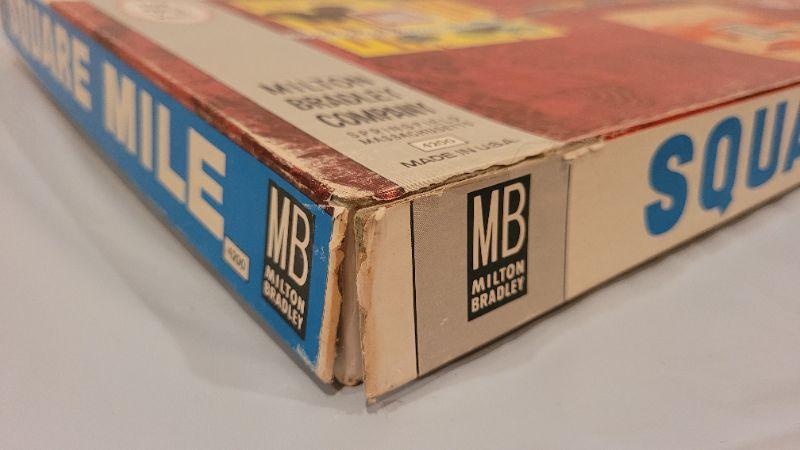 SQUARE MILE
4200
MB
MILTON
BRADLEY
MILTON
BRADLEY
COMPANY
SPRINGFIELD
MASSACHUSETTS
4200
MADE IN U.S.A.
MB
MILTON
BRADLEY
SQUA